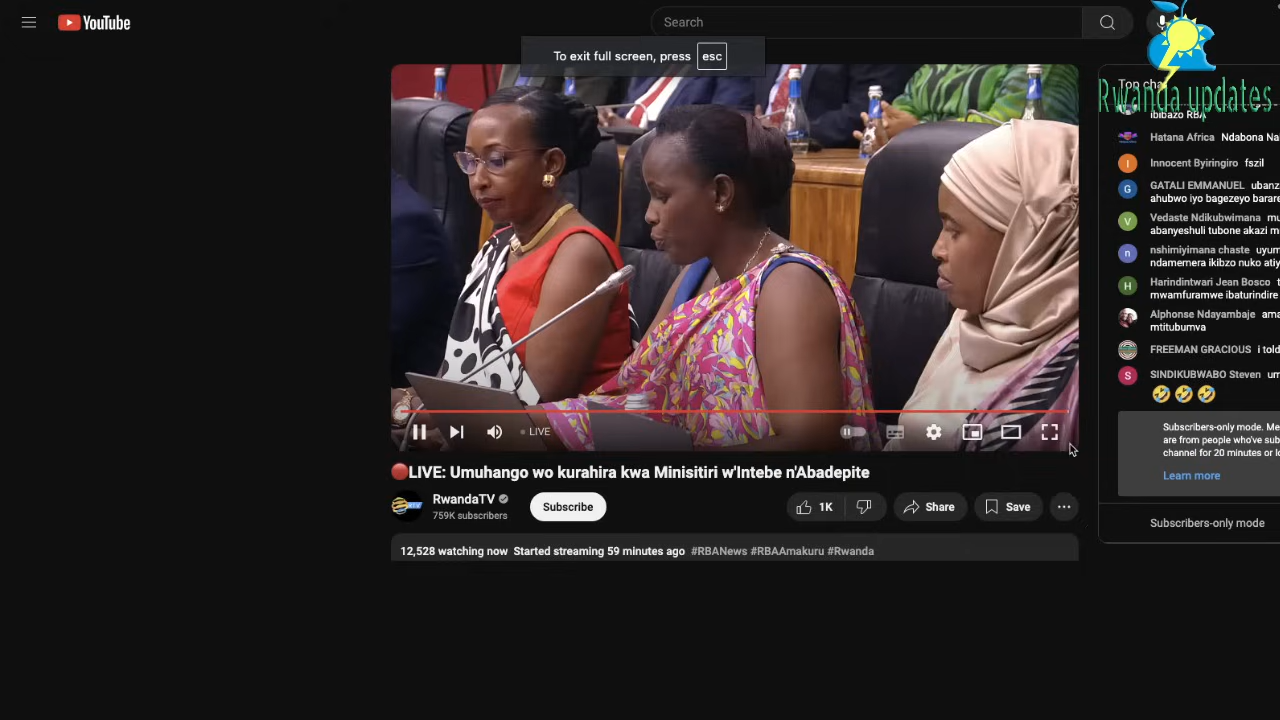 YouTube
Search
To exit full screen, press esc
Top cha
Rwanda updates
ibibazo RBA
Hatana Africa Ndabona Na
Innocent Byiringiro fszil
GATALI EMMANUEL ubanz
ahubwo iyo bagezeyo barare
Vedaste Ndikubwimana mu
abanyeshuli tubone akazi m
nshimiyimana chaste uyum
ndamemera ikibzo nuko atiy
Harindintwari Jean Bosco t
mwamfuramwe ibaturindire
Alphonse Ndayambaje ama
mtitubumva
FREEMAN GRACIOUS i told
SINDIKUBWABO Steven um
🤣🤣🤣
Subscribers-only mode. Me
are from people who've sub
channel for 20 minutes or lo
Learn more
Subscribers-only mode
LIVE
🔴LIVE: Umuhango wo kurahira kwa Minisitiri w'Intebe n'Abadepite
RwandaTV
759K subscribers
Subscribe
1K
Share
Save
12,528 watching now Started streaming 59 minutes ago #RBANews #RBAAmakuru #Rwanda